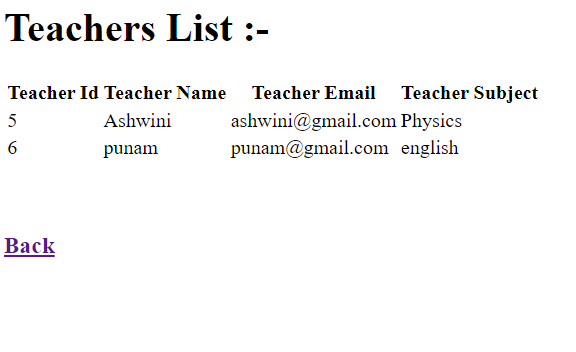 Teachers List :-
Teacher Id Teacher Name Teacher Email Teacher Subject
5 Ashwini ashwini@gmail.com Physics
6 punam punam@gmail.com english
Back